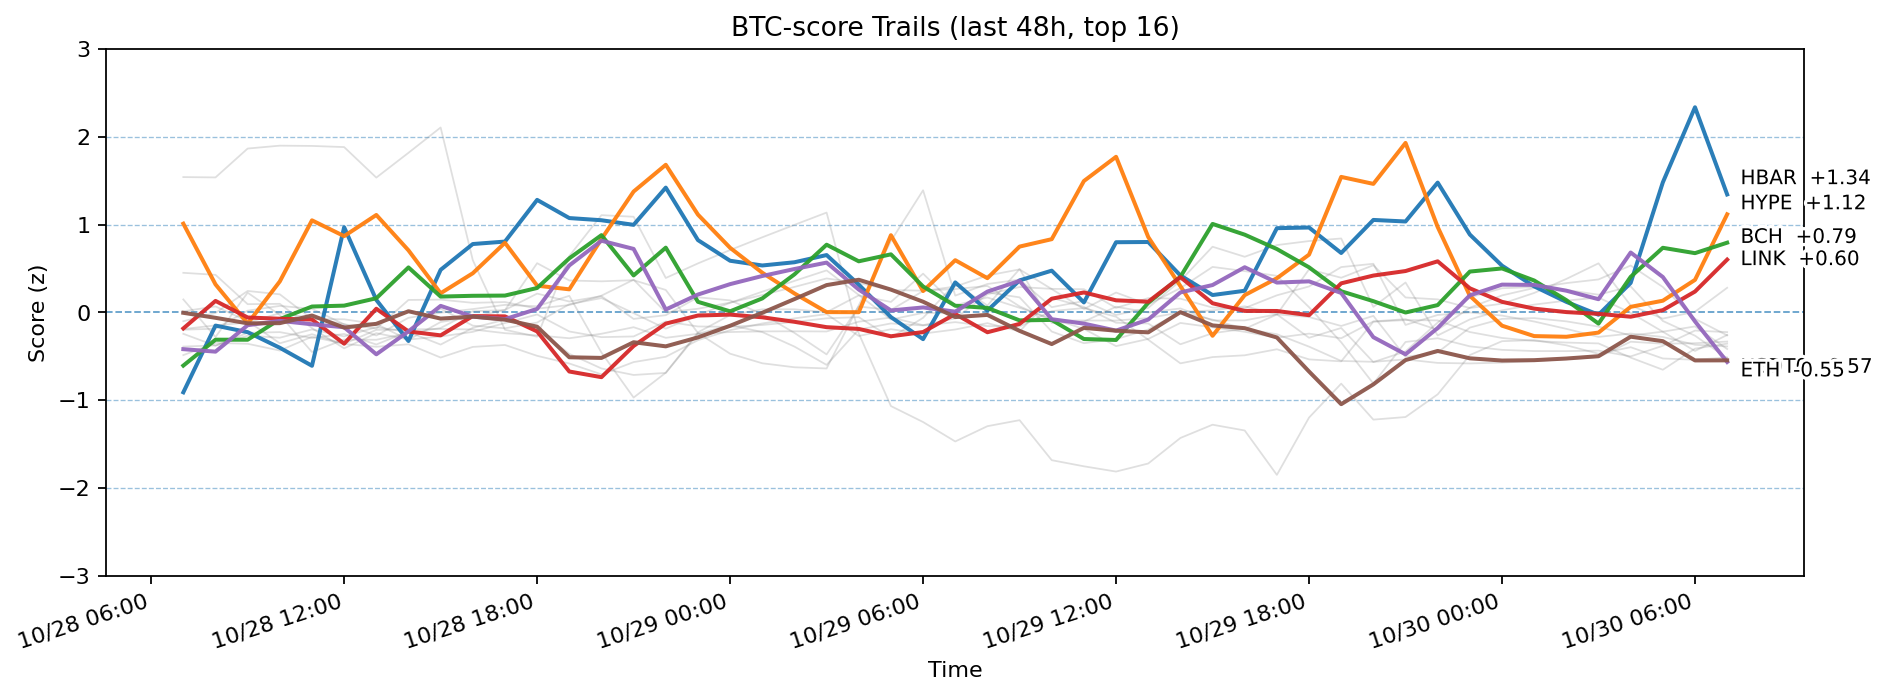 BTC-score Trails (last 48h, top 16)
Score (z)
3
2
1
0
−1
−2
−3
HBAR +1.34
HYPE +1.12
BCH +0.79
LINK +0.60
57
ETH -0.55
10/28 06:00
10/28 12:00
10/28 18:00
10/29 00:00
10/29 06:00
10/29 12:00
10/29 18:00
10/30 00:00
10/30 06:00
Time